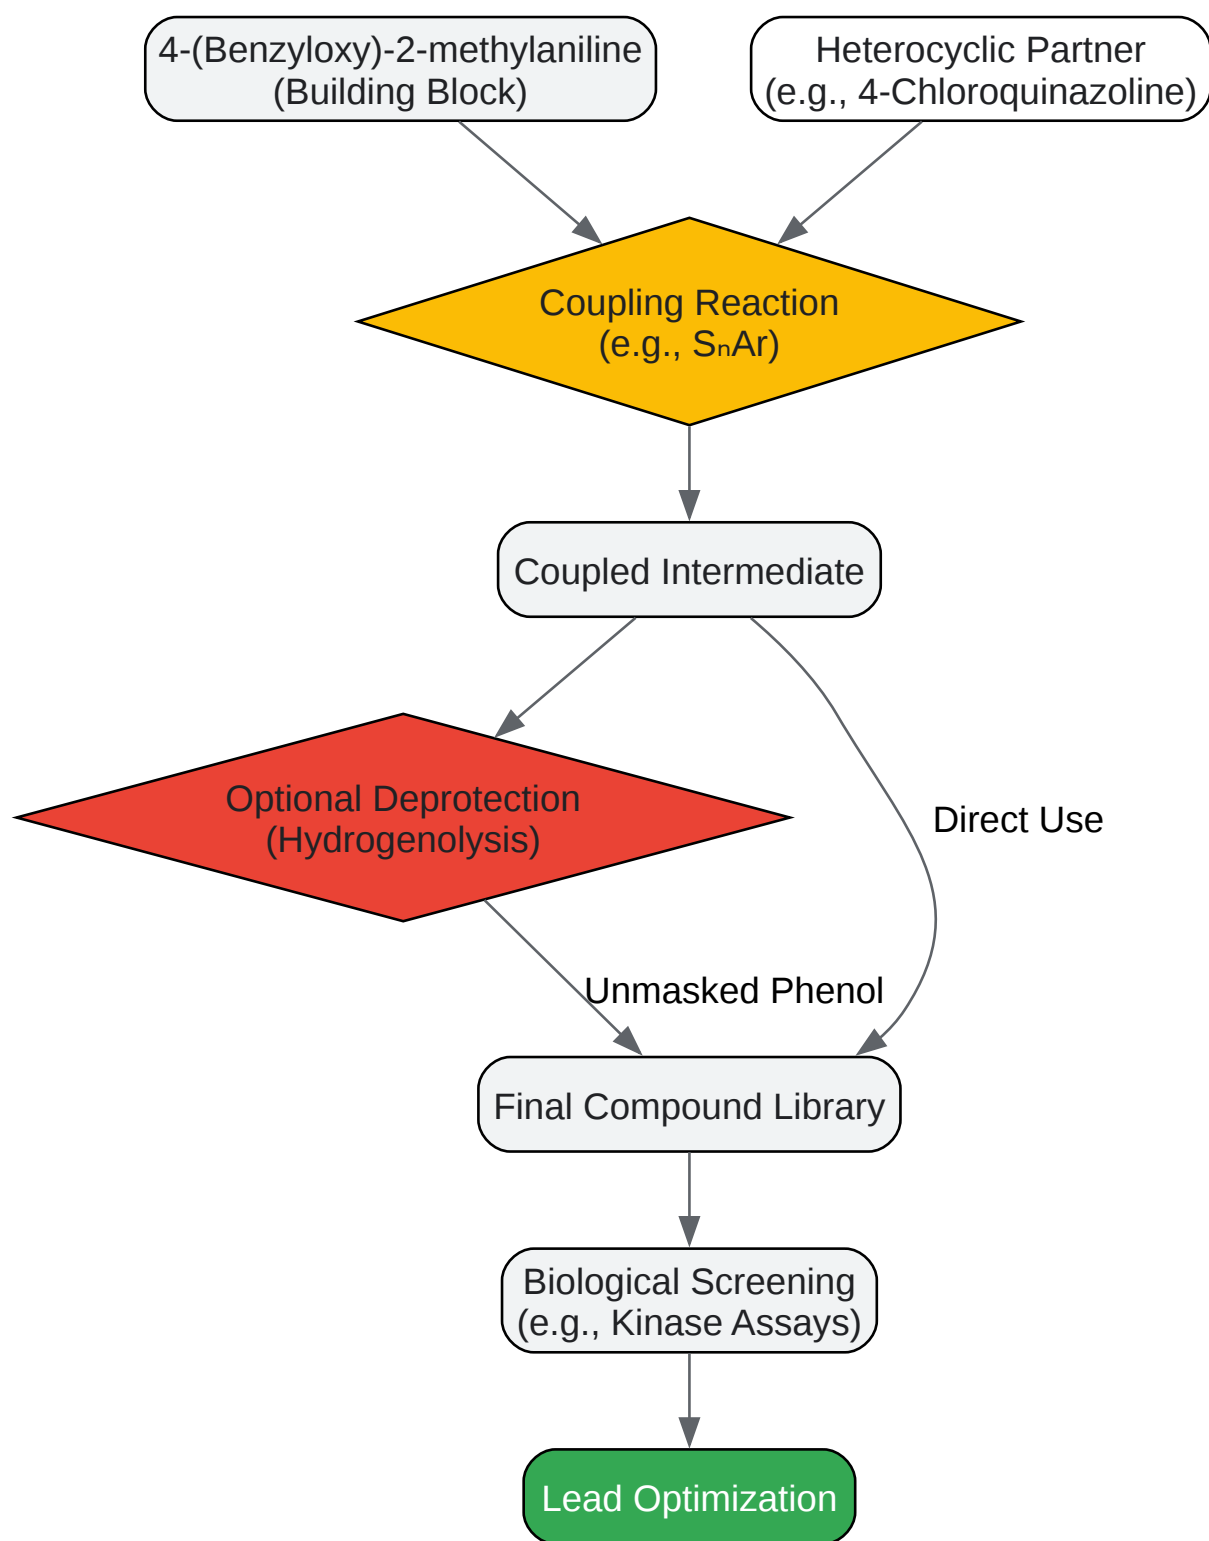 4-(Benzyloxy)-2-methylaniline
(Building Block)
Heterocyclic Partner
(e.g., 4-Chloroquinazoline)
Coupling Reaction
(e.g., SₙAr)
Coupled Intermediate
Optional Deprotection
(Hydrogenolysis)
Direct Use
Unmasked Phenol
Final Compound Library
Biological Screening
(e.g., Kinase Assays)
Lead Optimization